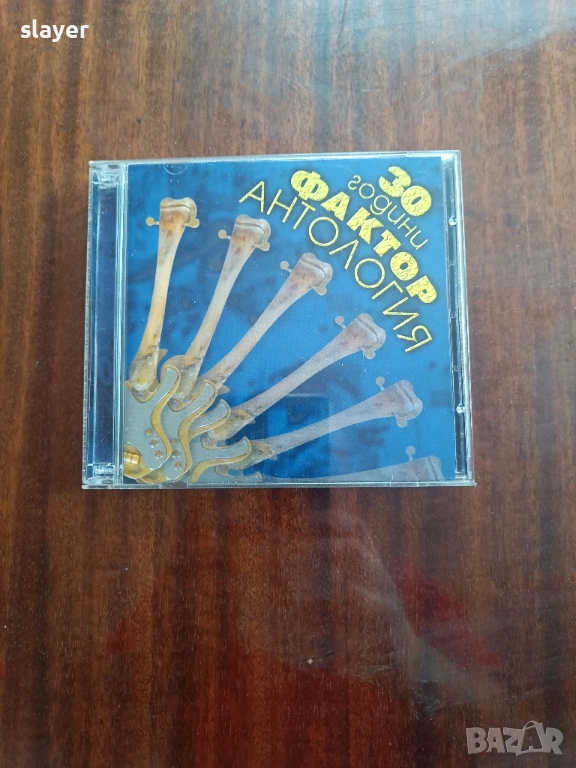 slayer
30
години
ФАКТОР
АНТОЛОГИЯ
BAZAR